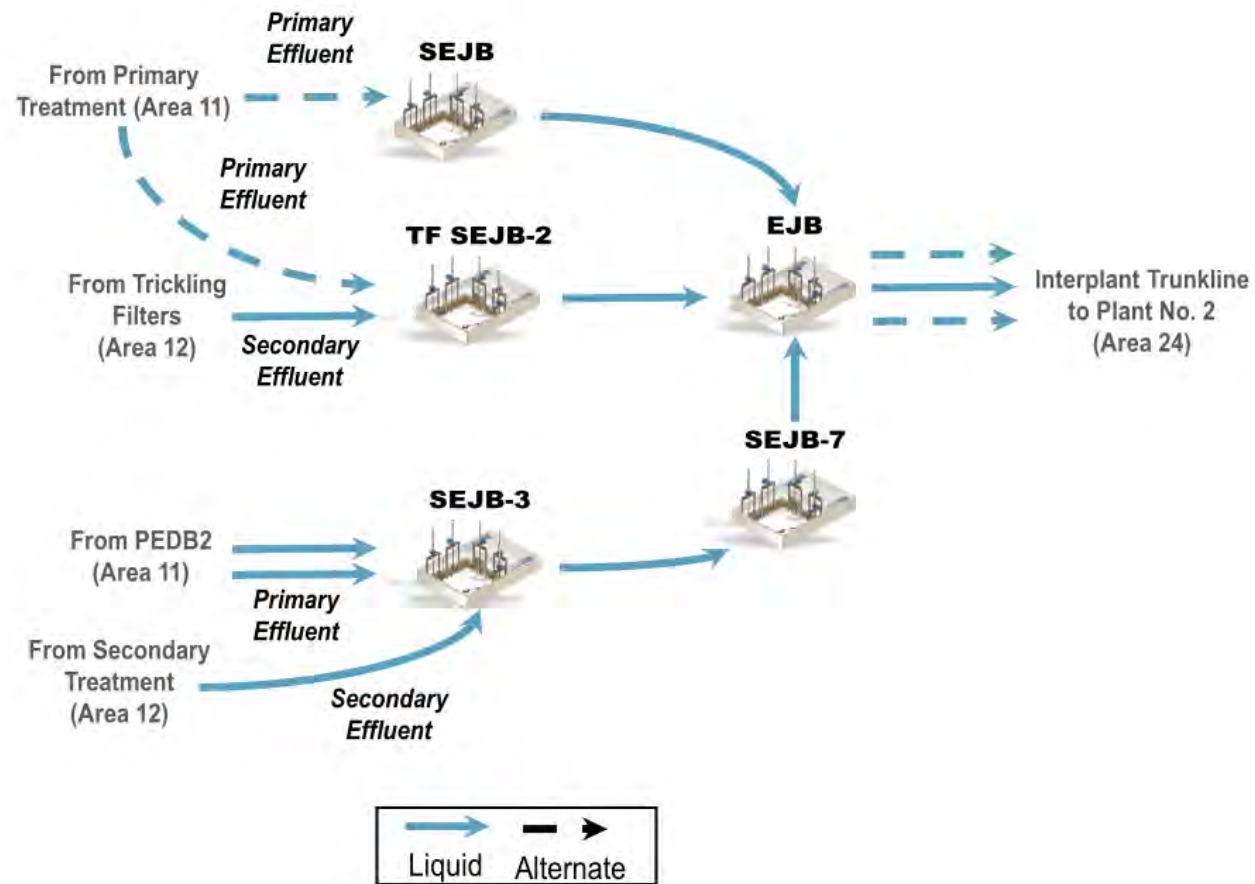 Primary
Effluent
SEJB
From Primary
Treatment (Area 11)
Primary
Effluent
TF SEJB-2
EJB
From Trickling
Filters
(Area 12)
Secondary
Effluent
Interplant Trunkline
to Plant No. 2
(Area 24)
SEJB-7
SEJB-3
From PEDB2
(Area 11)
Primary
Effluent
From Secondary
Treatment
(Area 12)
Secondary
Effluent
Liquid Alternate